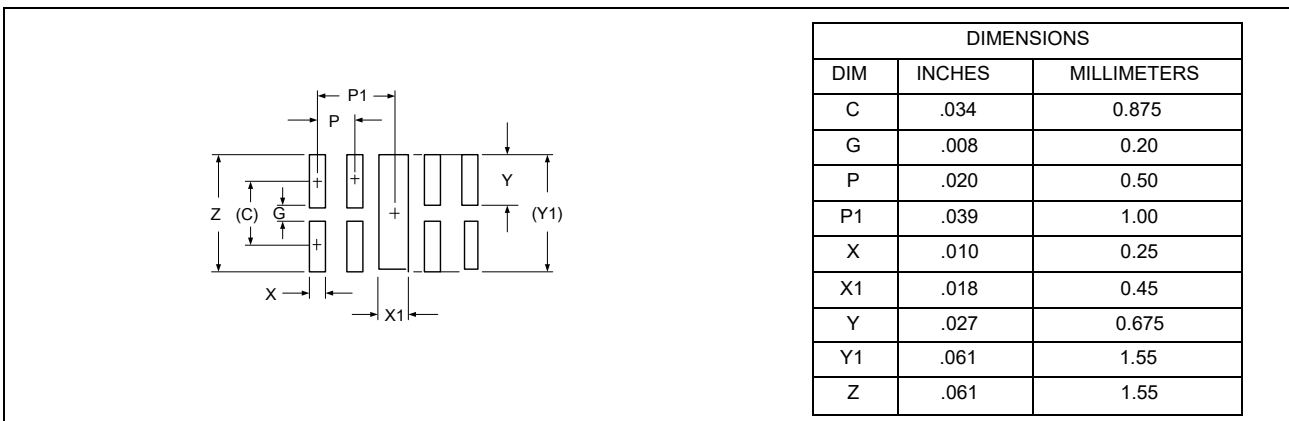 P1
P
Z
(C)
G
Y
(Y1)
X
X1
DIMENSIONS
DIM INCHES MILLIMETERS
C .034 0.875
G .008 0.20
P .020 0.50
P1 .039 1.00
X .010 0.25
X1 .018 0.45
Y .027 0.675
Y1 .061 1.55
Z .061 1.55